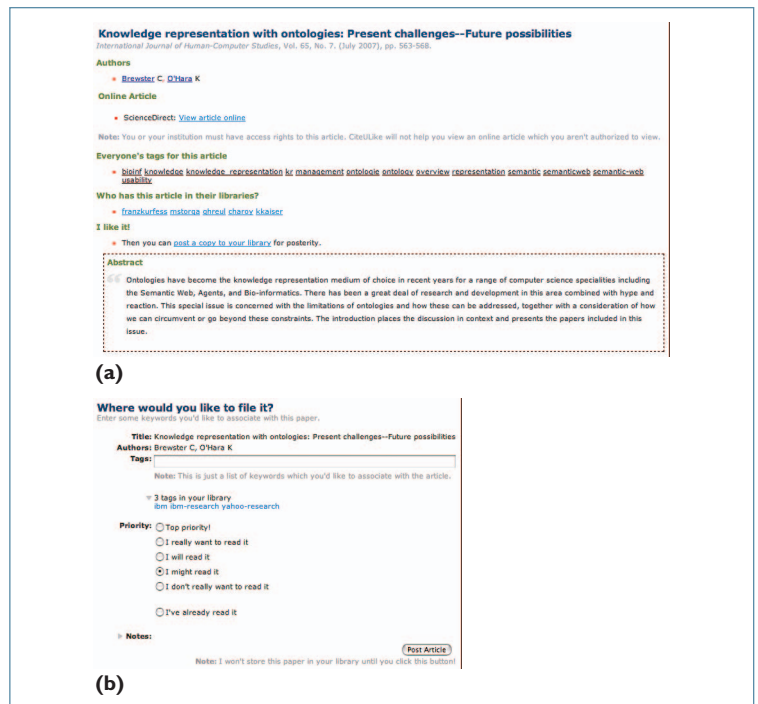 Knowledge representation with ontologies: Present challenges--Future possibilities
International Journal of Human-Computer Studies, Vol. 65, No. 7. (July 2007), pp. 563-568.
Authors
Brewster C, O'Hara K
Online Article
ScienceDirect: View article online
Note: You or your institution must have access rights to this article. CiteULike will not help you view an online article which you aren't authorized to view.
Everyone's tags for this article
bioinf knowledge knowledge_representation kr management ontologie ontology overview representation semantic semanticweb semantic-web
usability
Who has this article in their libraries?
franzkurfess mstorga qhreul charoy kkaiser
I like it!
Then you can post a copy to your library for posterity.
Abstract
Ontologies have become the knowledge representation medium of choice in recent years for a range of computer science specialities including
the Semantic Web, Agents, and Bio-informatics. There has been a great deal of research and development in this area combined with hype and
reaction. This special issue is concerned with the limitations of ontologies and how these can be addressed, together with a consideration of how
we can circumvent or go beyond these constraints. The introduction places the discussion in context and presents the papers included in this
issue.
(a)
Where would you like to file it?
Enter some keywords you'd like to associate with this paper.
Title: Knowledge representation with ontologies: Present challenges--Future possibilities
Authors: Brewster C, O'Hara K
Tags:
Note: This is just a list of keywords which you'd like to associate with the article.
3 tags in your library
ibm ibm-research yahoo-research
Priority: Top priority!
I really want to read it
I will read it
I might read it
I don't really want to read it
I've already read it
Notes:
Post Article
Note: I won't store this paper in your library until you click this button!
(b)